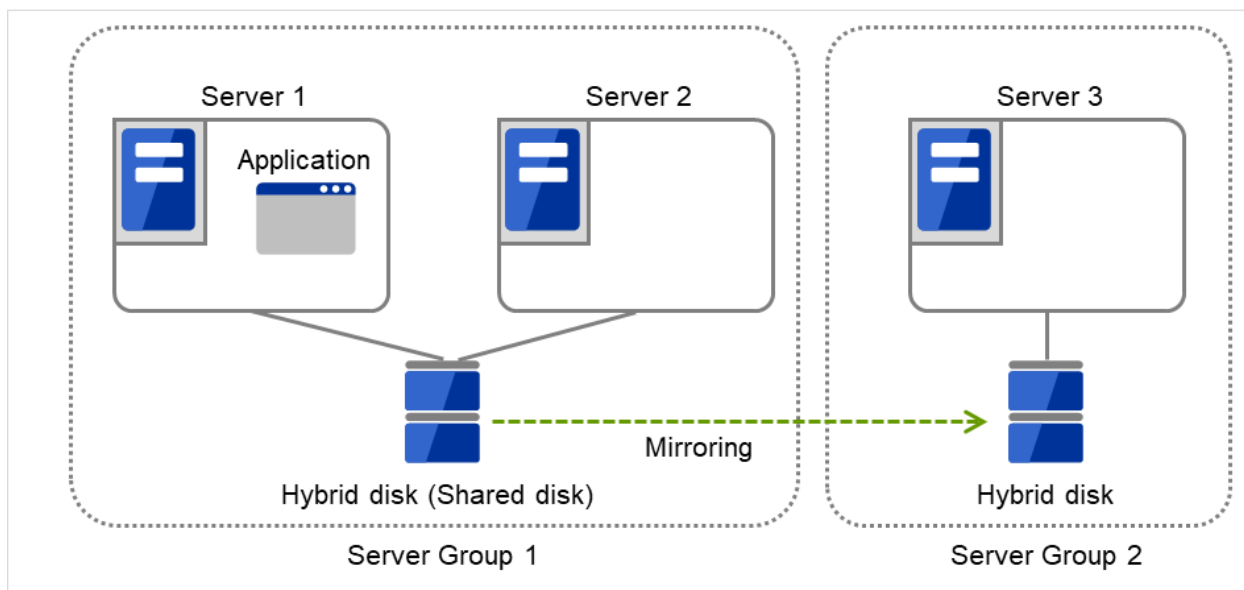 Server 1
Server 2
Server 3
Application
Mirroring
Hybrid disk (Shared disk)
Hybrid disk
Server Group 1
Server Group 2